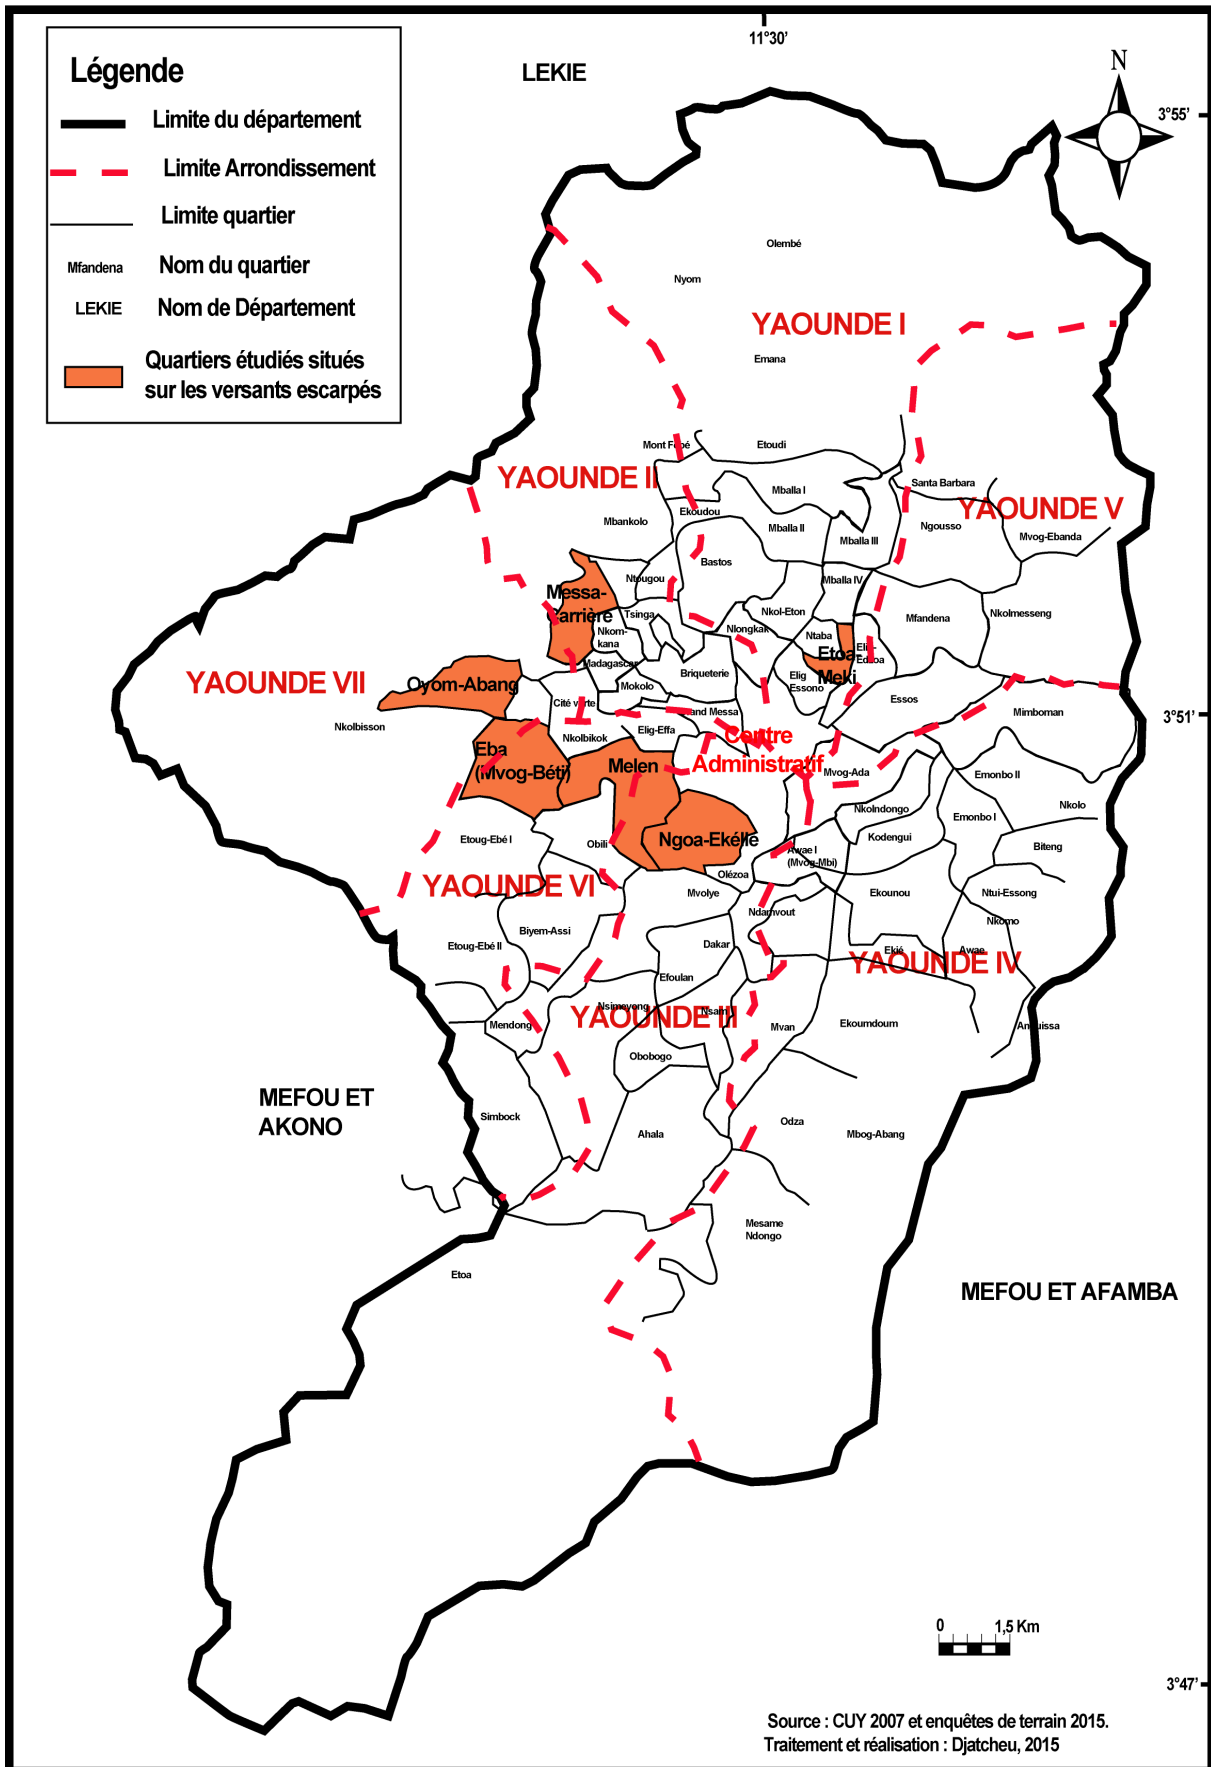 11°30'
LEKIE
N
3°55'
Légende
Limite du département
Limite Arrondissement
Limite quartier
Mfandena
Nom du quartier
LEKIE
Nom de Département
Quartiers étudiés situés
sur les versants escarpés
Olembé
Nyom
YAOUNDE I
Emana
Mont Fébé
Etoudi
YAOUNDE II
Santa Barbara
Mballa I
YAOUNDE V
Ekoudou
Mbankolo
Mballa II
Ngousso
Mballa III
Mvog-Ebanda
Bastos
Ntougou
Mballa IV
Messa-
Carrière
Tsinga
Nkol-Eton
Mfandena
Nkolmesseng
Nkom-
kana
Nlongkak
Ntaba
Elig-
Edzoa
Etoa-
Meki
Madagascar
Briqueterie
Elig
Essono
YAOUNDE VII
Oyom-Abang
Mokolo
Cité verte
Essos
3°51'
Mimboman
Nkolbisson
and Messa
Nkolbikok
Elig-Effa
Centre
Administratif
Eba
(Mvog-Béti)
Melen
Mvog-Ada
Emonbo II
Nkolndongo
Nkolo
Emonbo I
Etoug-Ebé I
Obili
Ngoa-Ekélle
Kodengui
Awae I
(Mvog-Mbi)
Biteng
Olézoa
YAOUNDE VI
Mvolye
Ekounou
Ntui-Essong
Ndamvout
Nkomo
Biyem-Assi
Etoug-Ebé II
Dakar
Ekié
Awae
YAOUNDE IV
Efoulan
Nsimeyong
Nsam
YAOUNDE III
Mendong
Mvan
Ekoumdoum
Anguissa
Obobogo
MEFOU ET
AKONO
Simbock
Ahala
Odza
Mbog-Abang
Mesame
Ndongo
Etoa
MEFOU ET AFAMBA
0
1,5 Km
3°47'
Source : CUY 2007 et enquêtes de terrain 2015.
Traitement et réalisation : Djatcheu, 2015